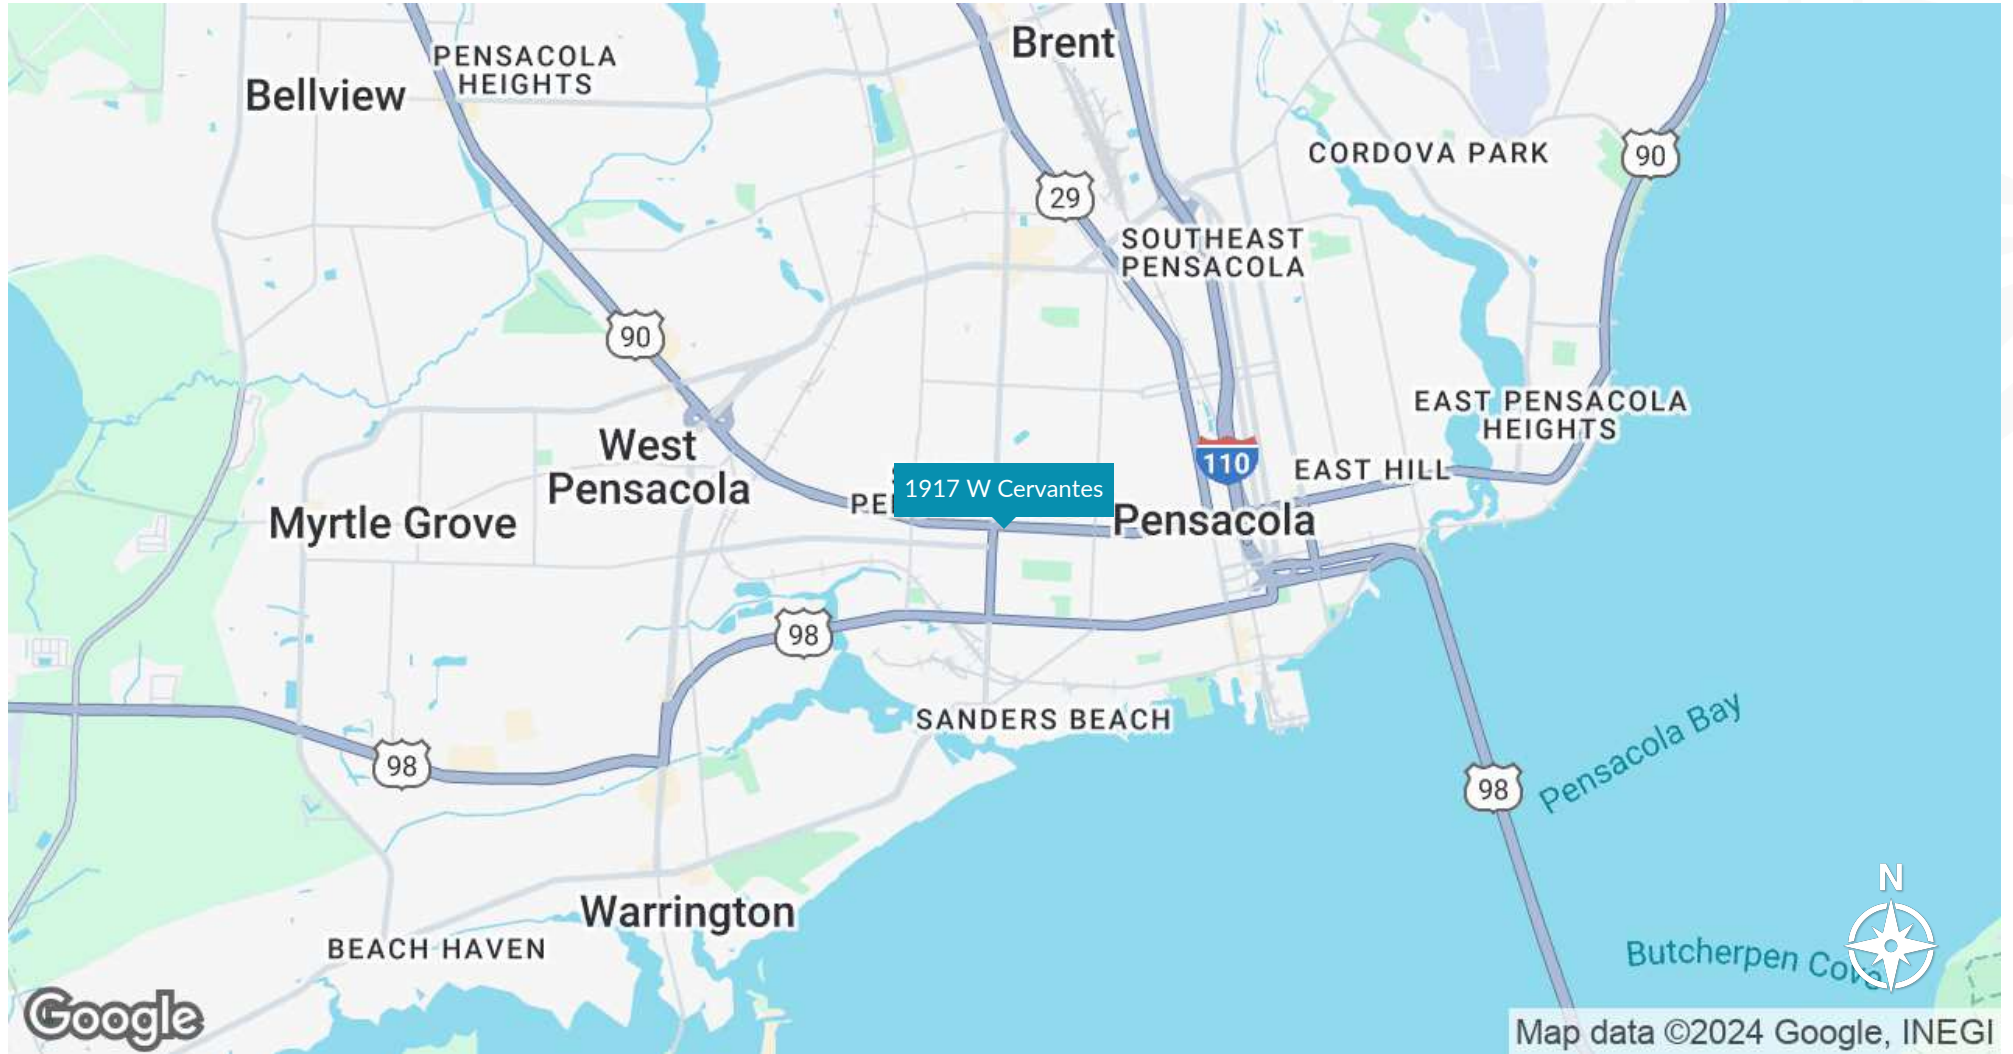 Brent
PENSACOLA
HEIGHTS
Bellview
CORDOVA PARK
90
29
SOUTHEAST
PENSACOLA
90
EAST PENSACOLA
HEIGHTS
West
Pensacola
110
EAST HILL
1917 W Cervantes
Myrtle Grove
Pensacola
98
SANDERS BEACH
98
98
Pensacola Bay
N
Warrington
BEACH HAVEN
Butcherpen Cove
Google
Map data ©2024 Google, INEGI